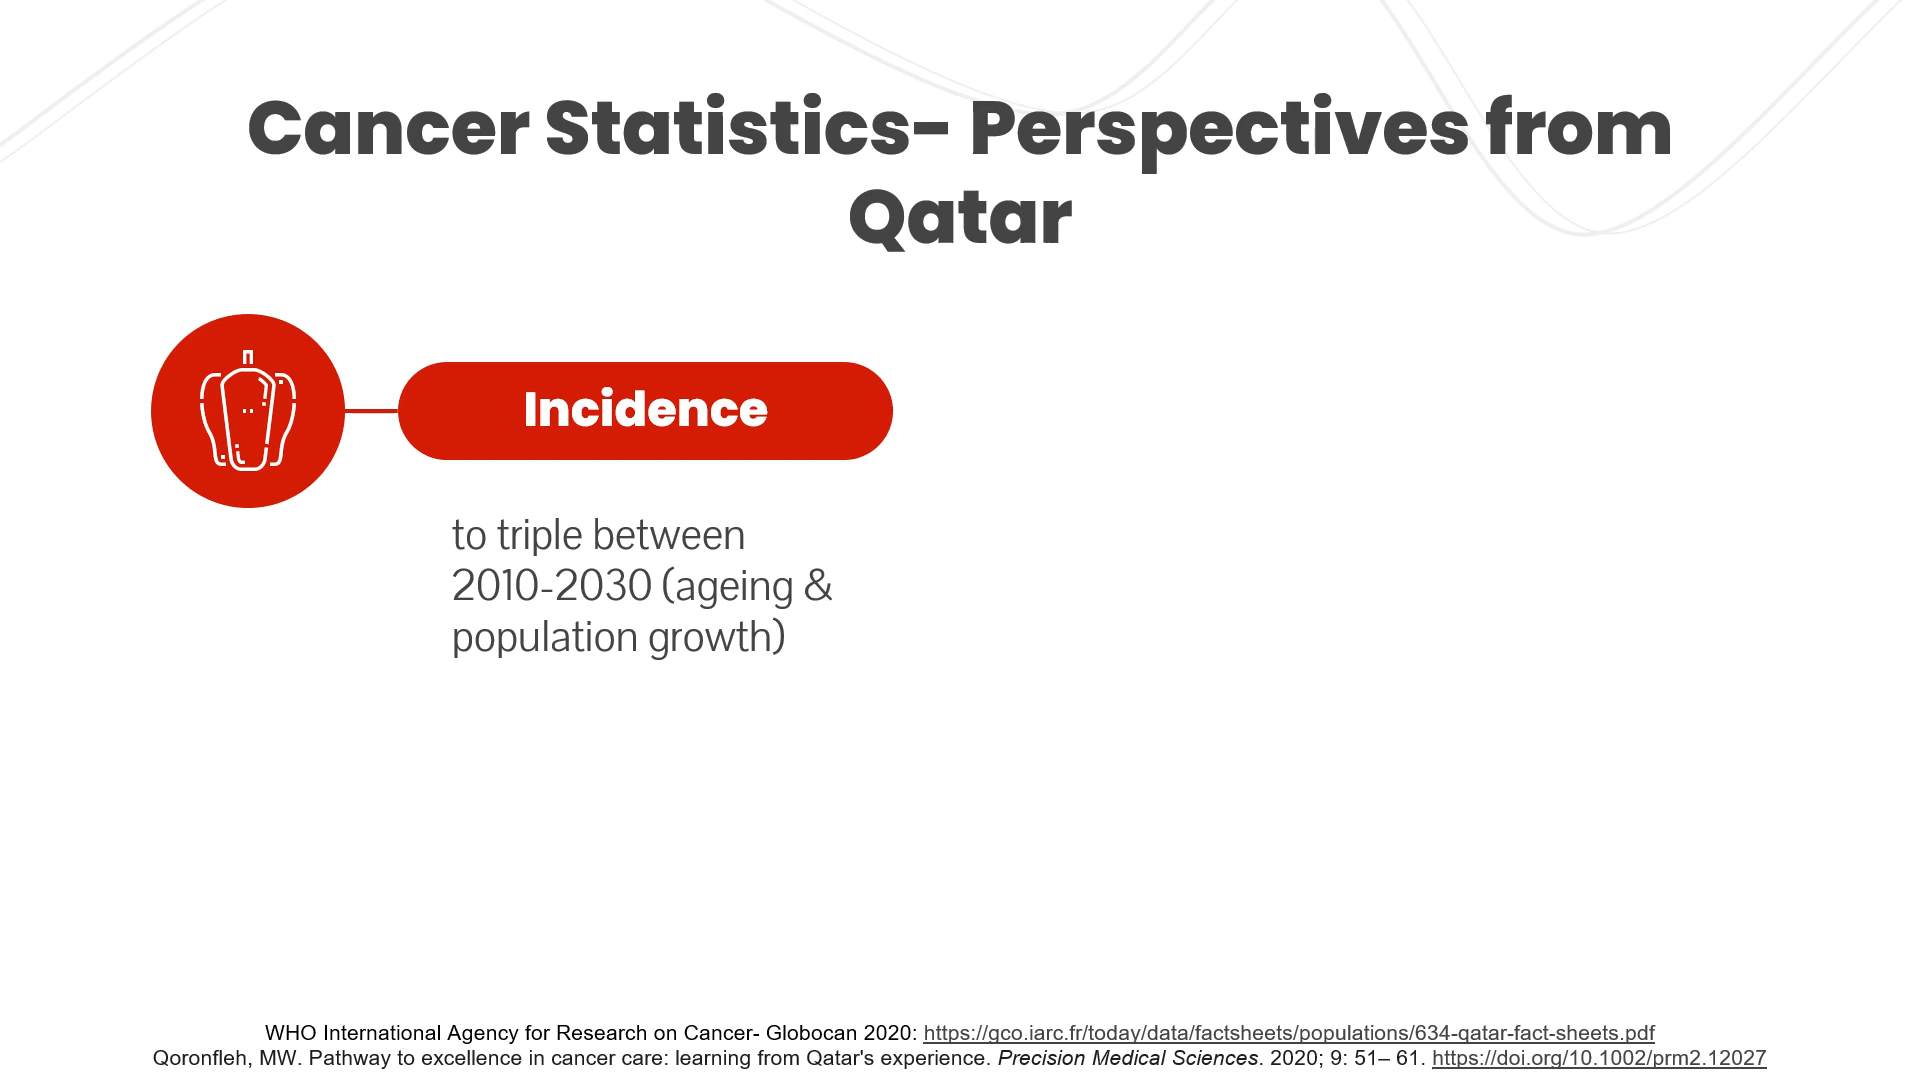 Cancer Statistics- Perspectives from
Qatar
Incidence
to triple between
2010-2030 (ageing &
population growth)
WHO International Agency for Research on Cancer- Globocan 2020: https://gco.iarc.fr/today/data/factsheets/populations/634-qatar-fact-sheets.pdf
Qoronfleh, MW. Pathway to excellence in cancer care: learning from Qatar's experience. Precision Medical Sciences. 2020; 9: 51– 61. https://doi.org/10.1002/prm2.12027